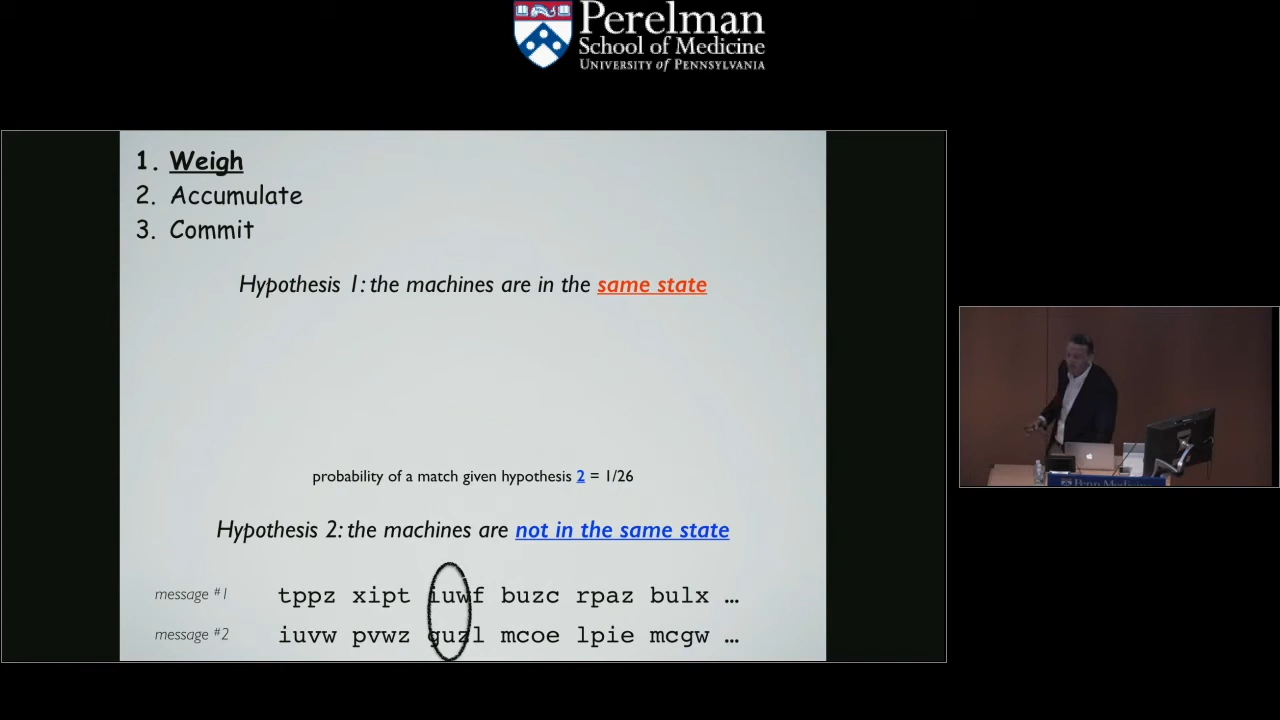 Perelman
School of Medicine
UNIVERSITY of PENNSYLVANIA
1. Weigh
2. Accumulate
3. Commit
Hypothesis 1: the machines are in the same state
probability of a match given hypothesis 2 = 1/26
Hypothesis 2: the machines are not in the same state
message #1 tppz xipt iuwf buzc rpaz bulx …
message #2 iuvw pvwz guzl mcoe lpie mcgw …
Penn Medicine